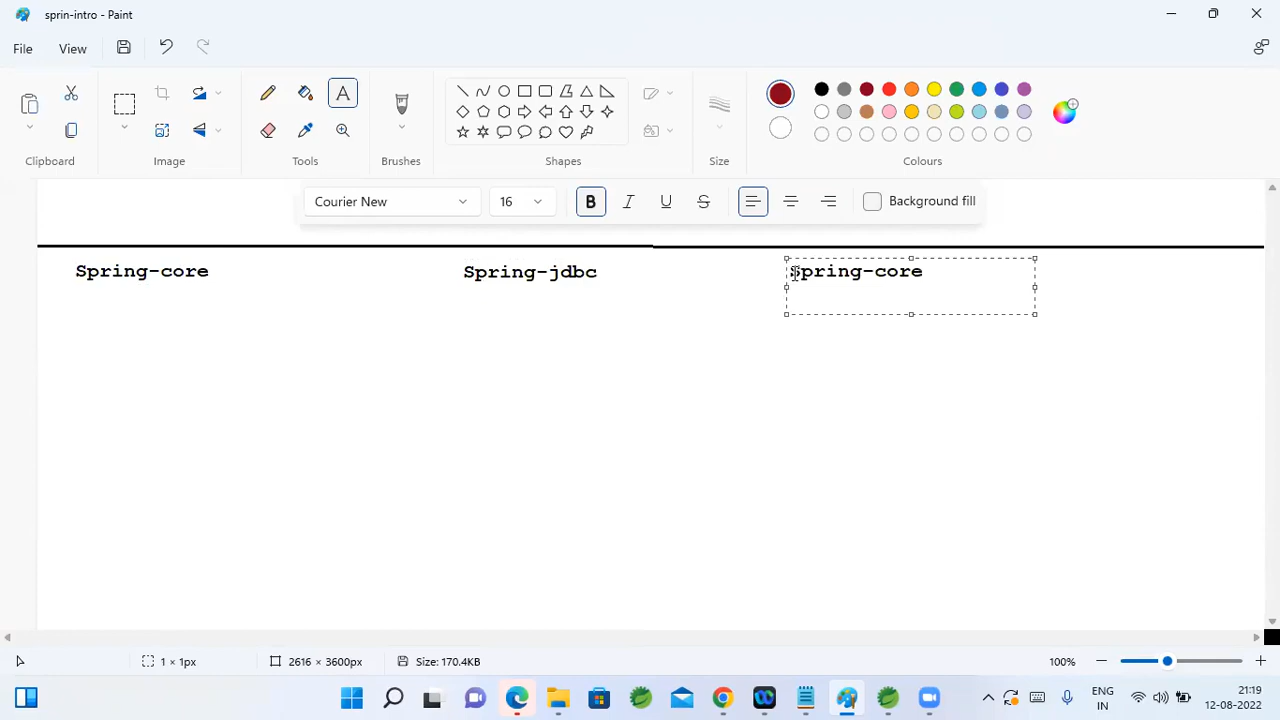 sprin-intro - Paint
File View
Clipboard
Image
Tools
Brushes
Shapes
Size
Colours
Courier New 16 B I U S Background fill
Spring-core Spring-jdbc Spring-core
1 × 1px 2616 × 3600px Size: 170.4KB 100%
ENG
IN
21:19
12-08-2022